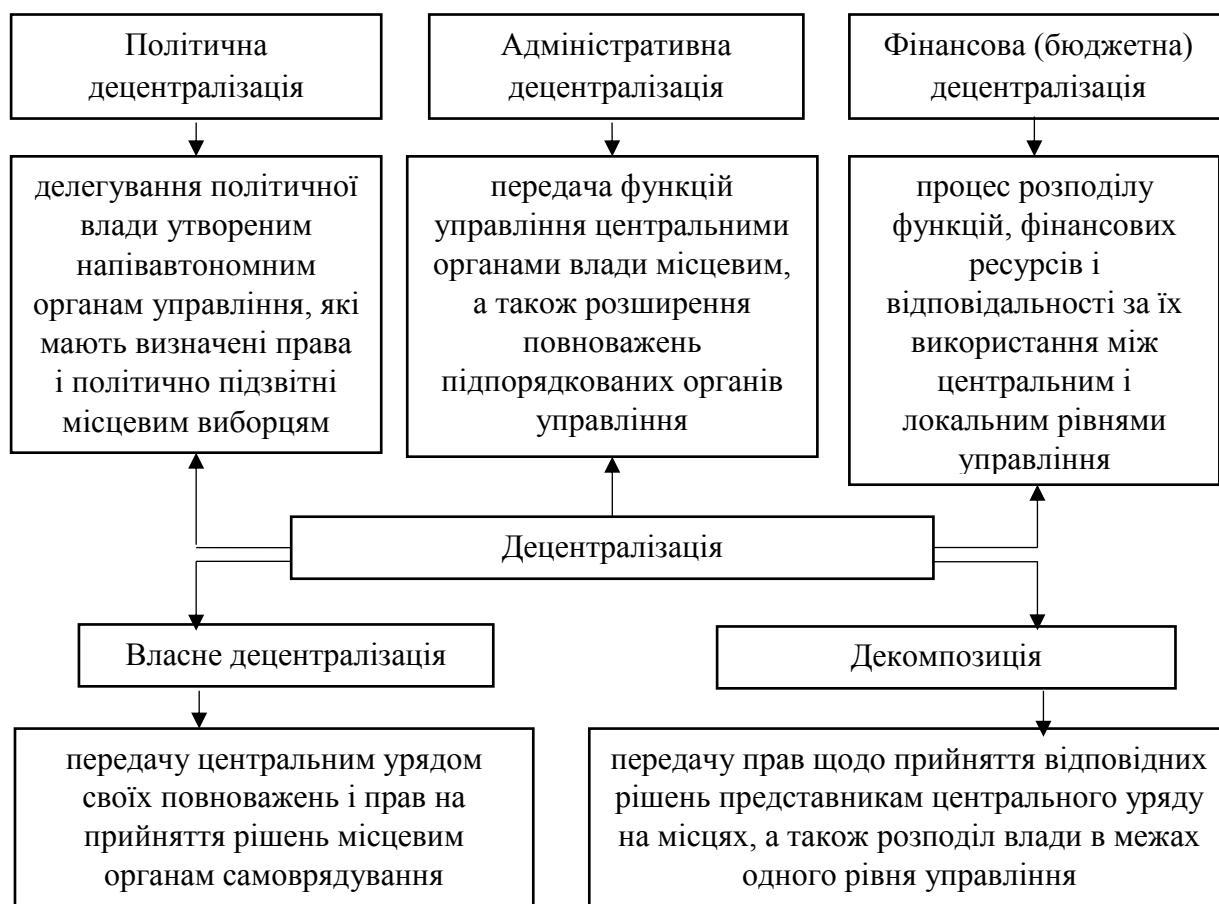 Політична
децентралізація
Адміністративна
децентралізація
Фінансова (бюджетна)
децентралізація
делегування політичної
влади утвореним
напівавтономним
органам управління, які
мають визначені права
і політично підзвітні
місцевим виборцям
передача функцій
управління центральними
органами влади місцевим,
а також розширення
повноважень
підпорядкованих органів
управління
процес розподілу
функцій, фінансових
ресурсів і
відповідальності за їх
використання між
центральним і
локальним рівнями
управління
Децентралізація
Власне децентралізація
Декомпозиція
передачу центральним урядом
своїх повноважень і прав на
прийняття рішень місцевим
органам самоврядування
передачу прав щодо прийняття відповідних
рішень представникам центрального уряду
на місцях, а також розподіл влади в межах
одного рівня управління